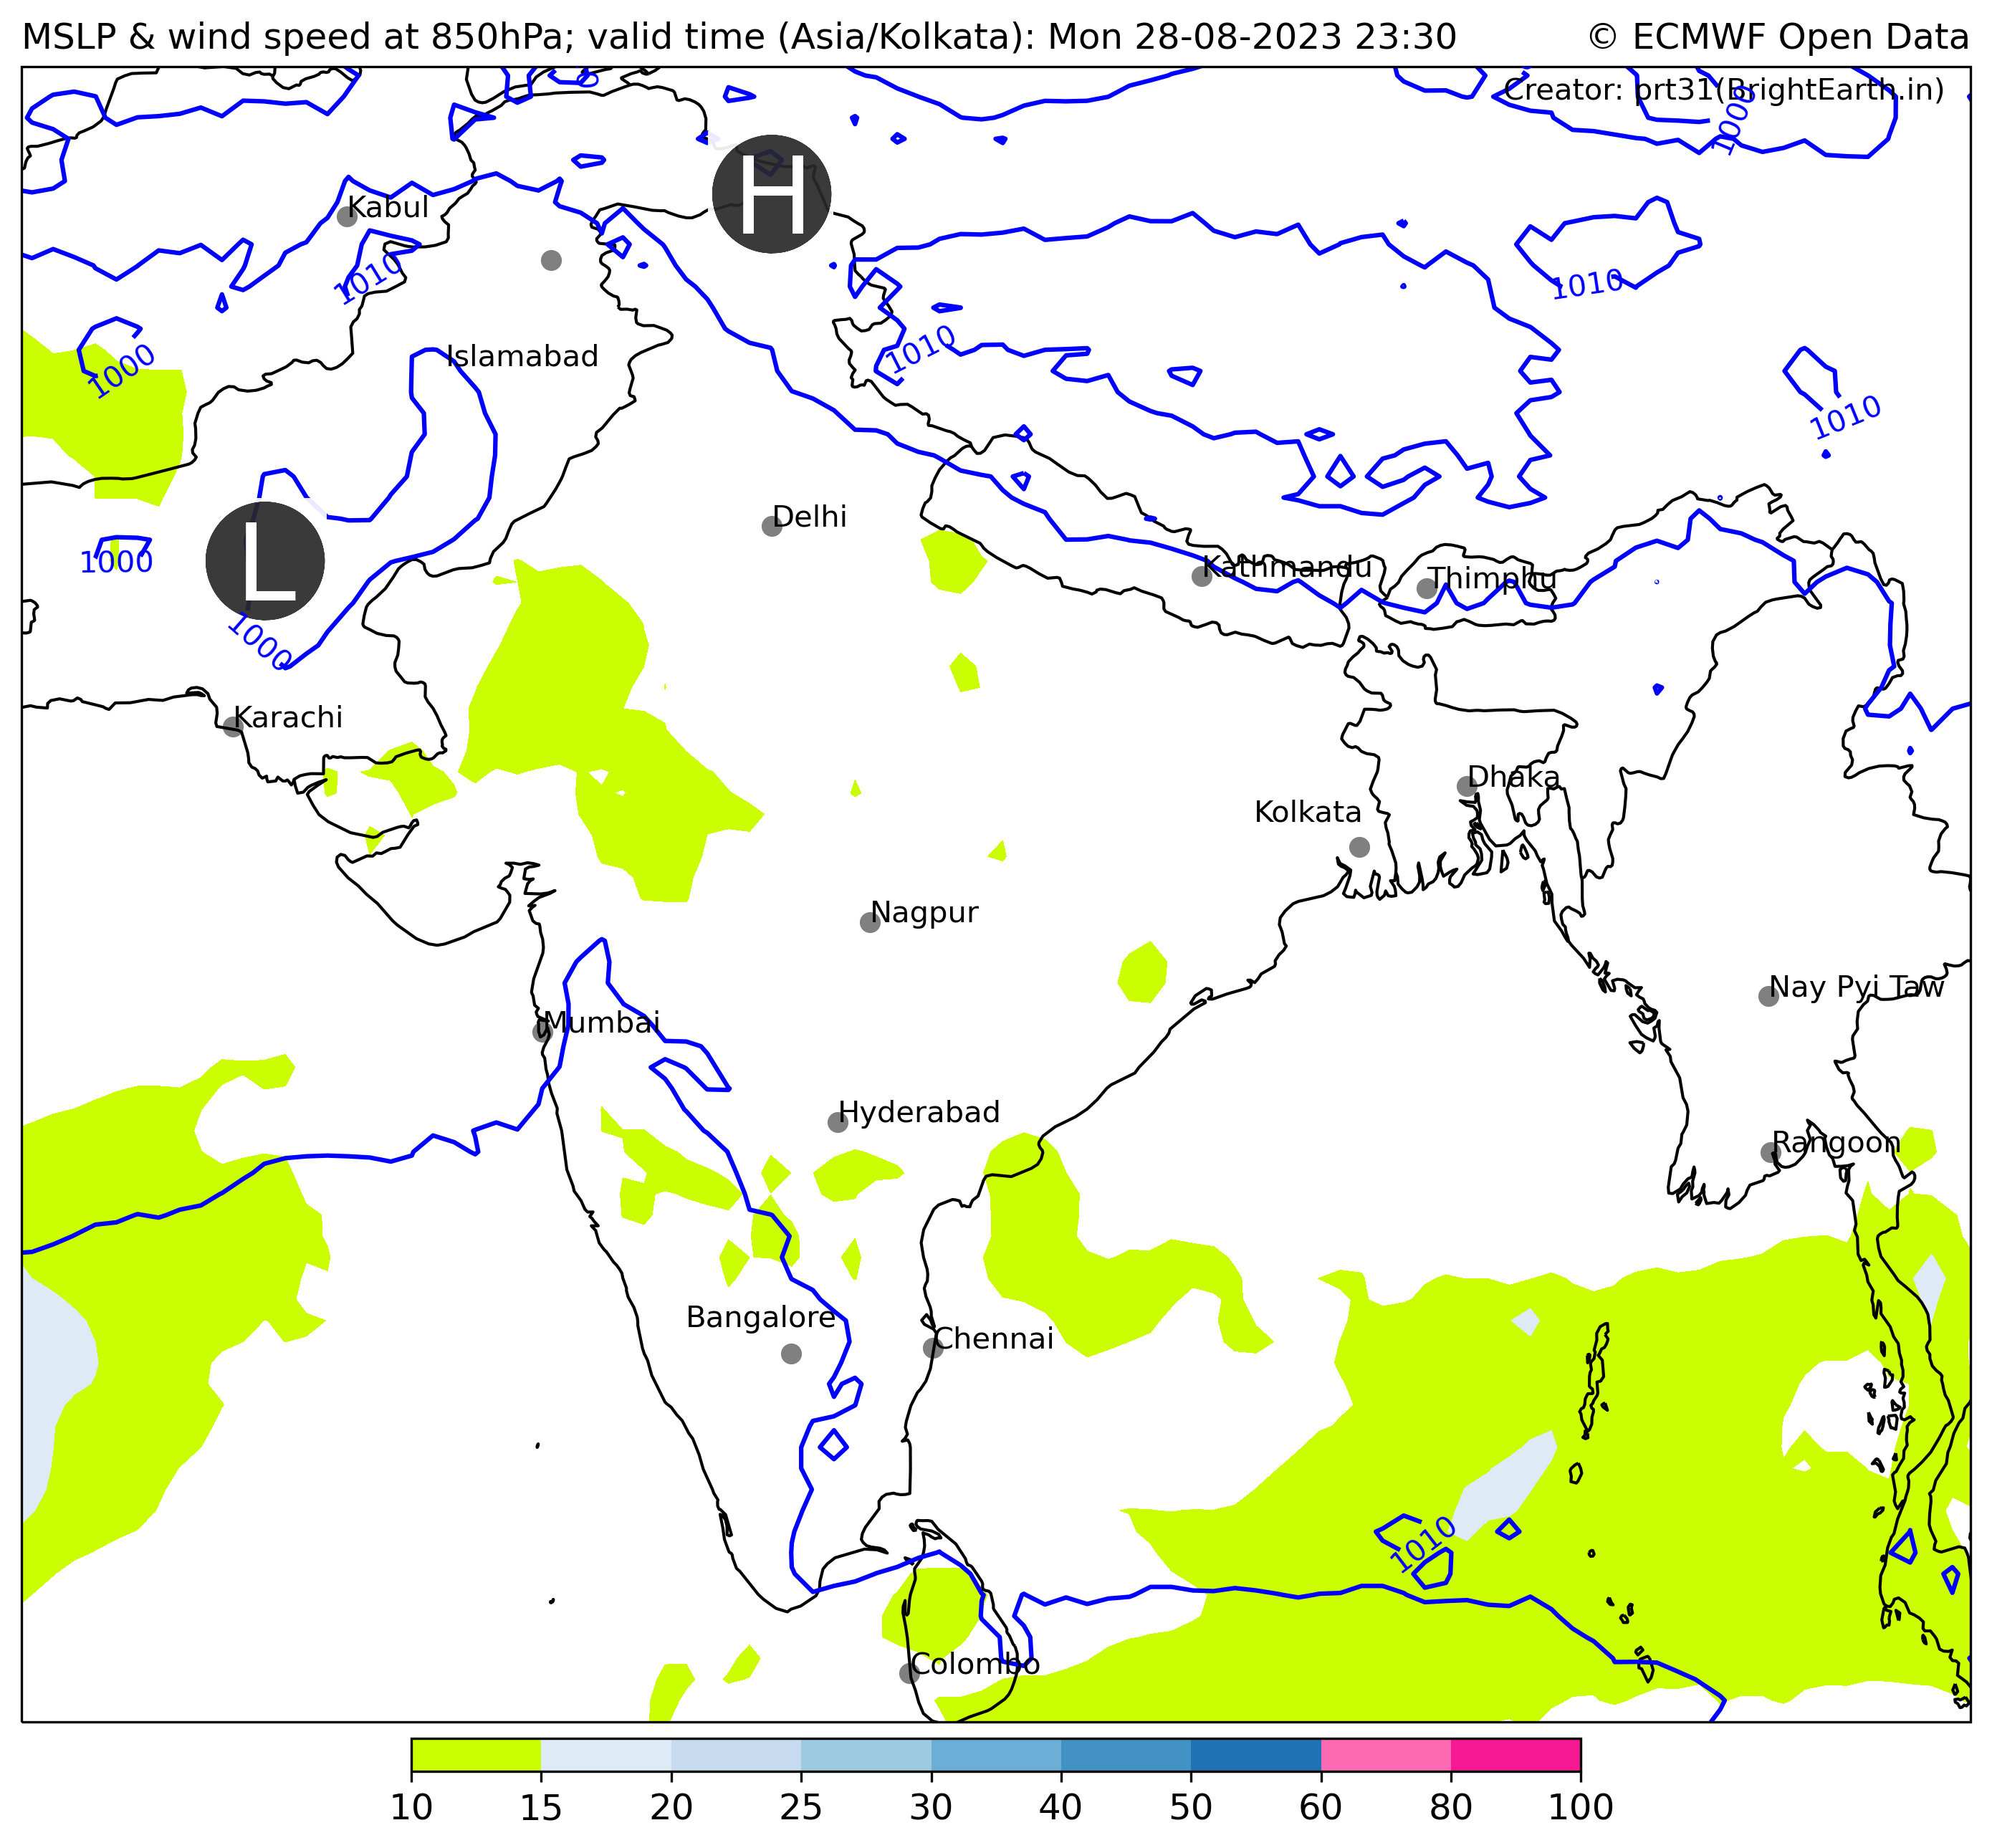 MSLP & wind speed at 850hPa; valid time (Asia/Kolkata): Mon 28-08-2023 23:30
© ECMWF Open Data
Creator: prt31(BrightEarth.in)
1000
H
Kabul
1010
1010
1010
1000
Islamabad
1010
Delhi
1000
L
Kathmandu
Thimphu
1000
Karachi
Dhaka
Kolkata
Nagpur
Nay Pyi Taw
Mumbai
Hyderabad
Rangoon
Bangalore
Chennai
1010
Colombo
10 15 20 25 30 40 50 60 80 100